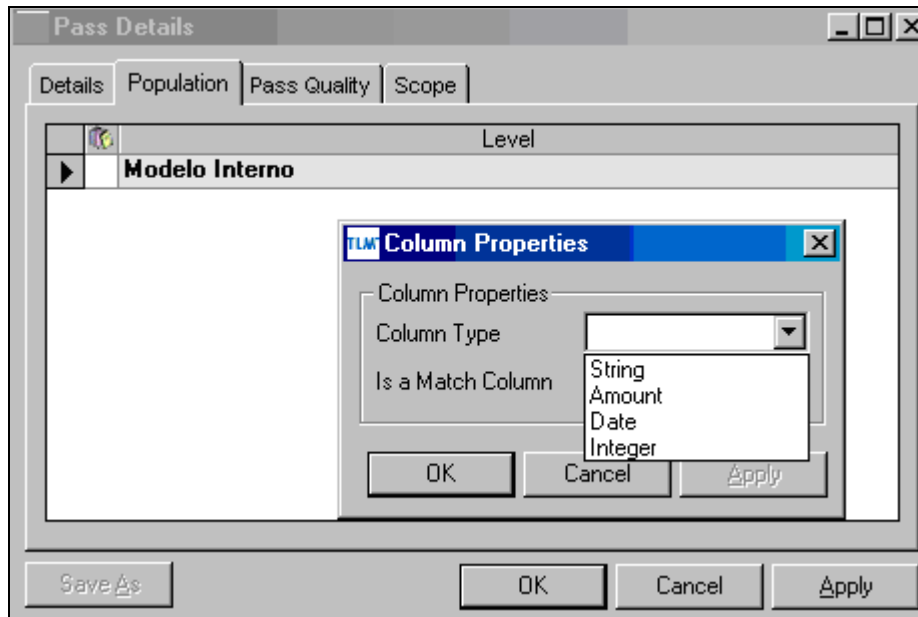 Pass Details
Details Population Pass Quality Scope
Level
Modelo Interno
TLM Column Properties
Column Properties
Column Type
String
Is a Match Column
Amount
Date
Integer
OK Cancel Apply
Save As OK Cancel Apply